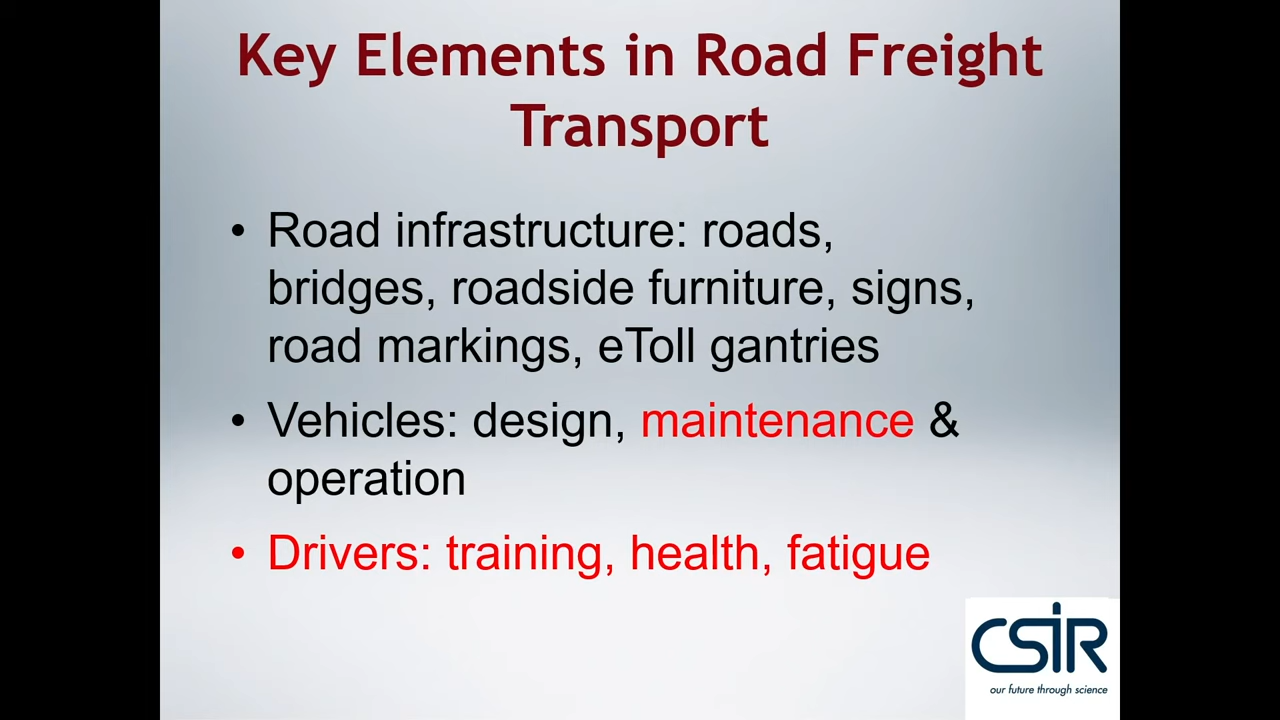 Key Elements in Road Freight
Transport
• Road infrastructure: roads,
bridges, roadside furniture, signs,
road markings, eToll gantries
• Vehicles: design, maintenance &
operation
• Drivers: training, health, fatigue
CSIR
our future through science